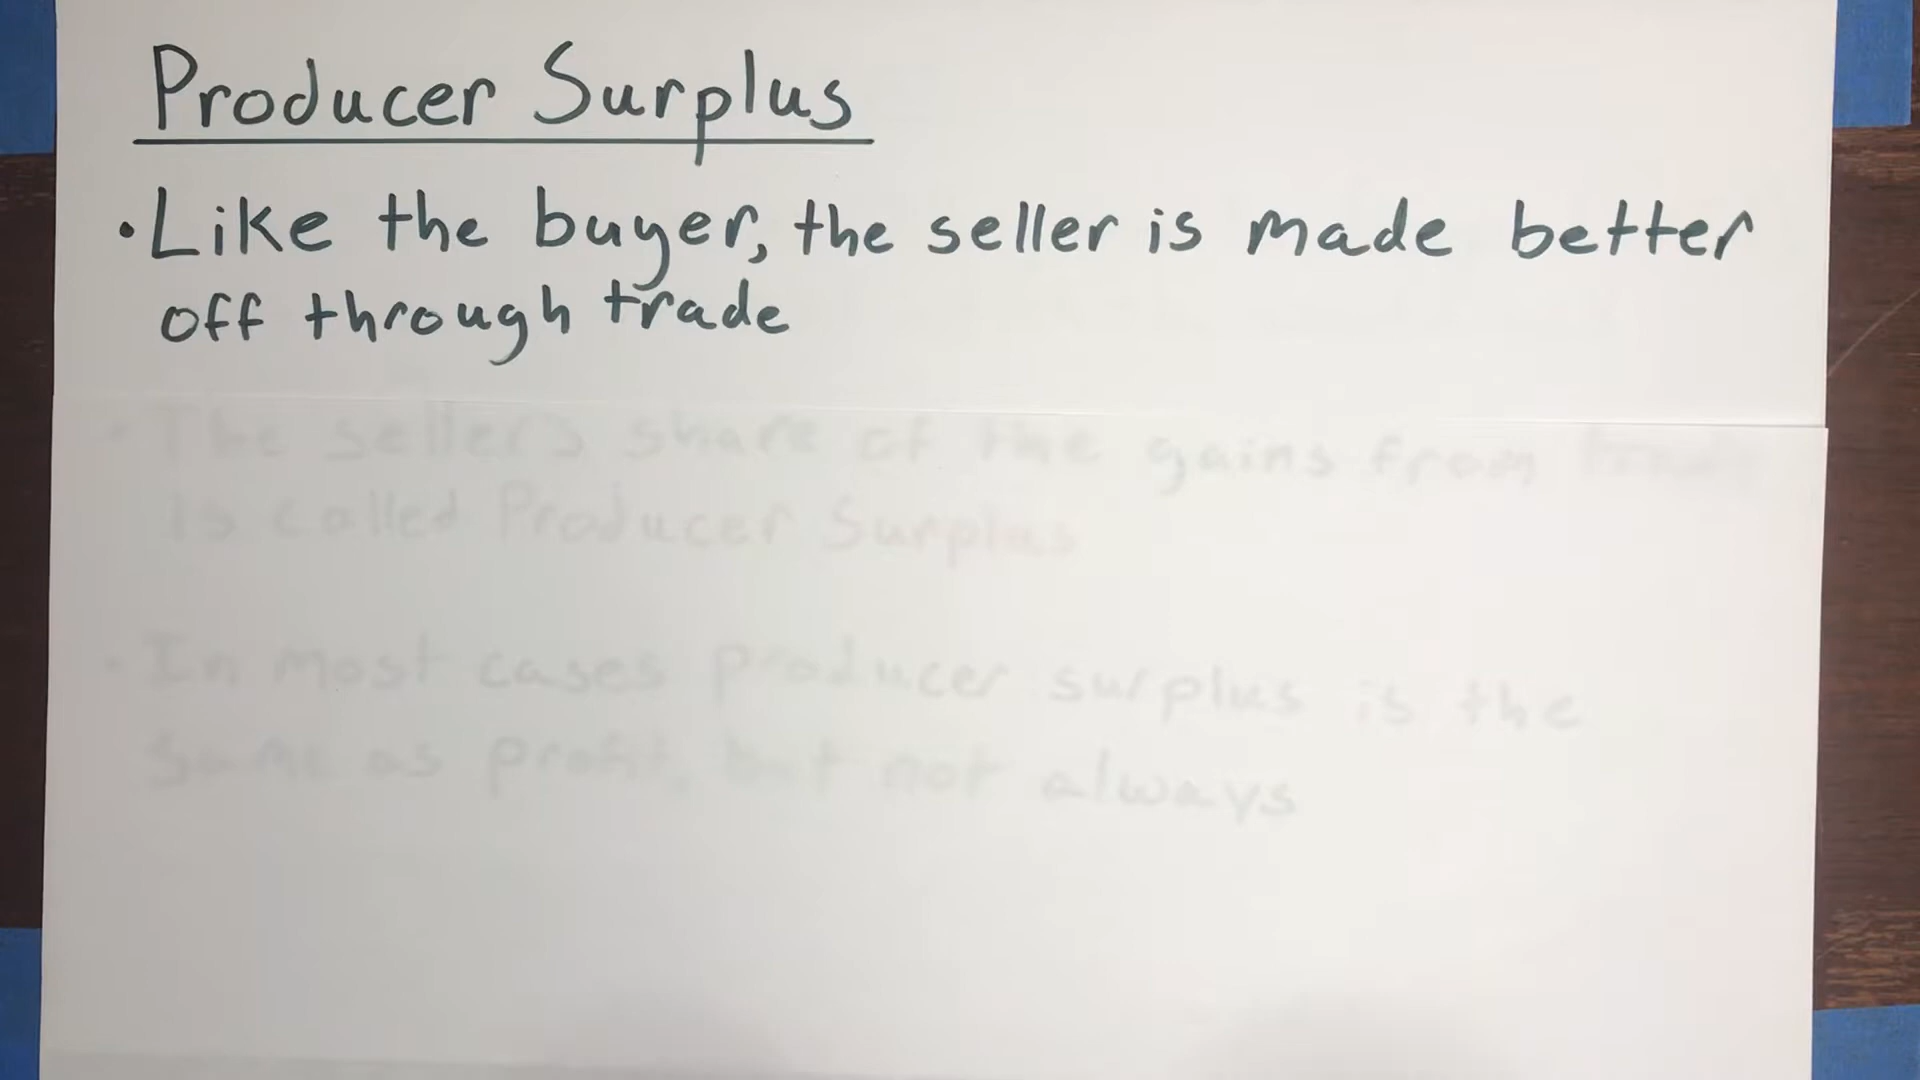 Producer Surplus
• Like the buyer, the seller is made better
off through trade
• The sellers share of the gains from
is called Producer Surplus
• In most cases producer surplus is the
same as profit, but not always